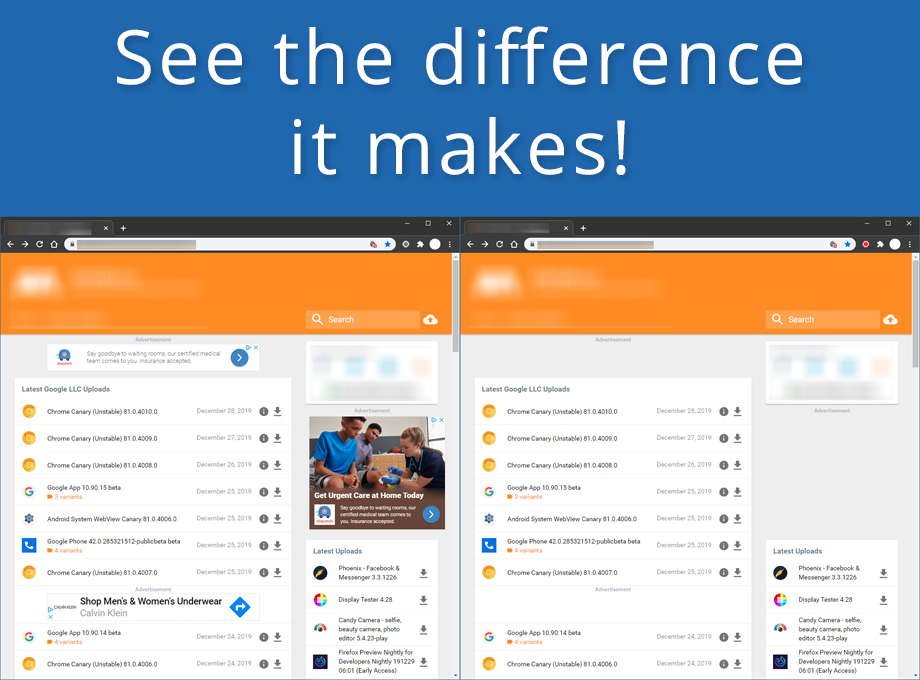 See the difference
it makes!
Search
Advertisement
Say goodbye to waiting rooms, our certified medical
team comes to you. Insurance accepted.
dispatch
Latest Google LLC Uploads
Chrome Canary (Unstable) 81.0.4010.0 December 28, 2019
Chrome Canary (Unstable) 81.0.4009.0 December 27, 2019
Chrome Canary (Unstable) 81.0.4008.0 December 26, 2019
Google App 10.90.15 beta December 25, 2019
3 variants
Android System WebView Canary 81.0.4006.0 December 25, 2019
Google Phone 42.0.285321512-publicbeta beta December 25, 2019
4 variants
Chrome Canary (Unstable) 81.0.4007.0 December 25, 2019
Advertisement
CALVIN KLEIN
Shop Men's & Women's Underwear
Calvin Klein
Google App 10.90.14 beta December 24, 2019
4 variants
Chrome Canary (Unstable) 81.0.4006.0 December 24, 2019
Advertisement
Get Urgent Care at Home Today
dispatch
Say goodbye to waiting rooms, our
certified medical team comes to
you. Insurance accepted.
Latest Uploads
Phoenix - Facebook &
Messenger 3.3.1226
Display Tester 4.28
Candy Camera - selfie,
beauty camera, photo
editor 5.4.23-play
Firefox Preview Nightly for
Developers Nightly 191229
06:01 (Early Access)
Search
Advertisement
Latest Google LLC Uploads
Chrome Canary (Unstable) 81.0.4010.0 December 28, 2019
Chrome Canary (Unstable) 81.0.4009.0 December 27, 2019
Chrome Canary (Unstable) 81.0.4008.0 December 26, 2019
Google App 10.90.15 beta December 25, 2019
3 variants
Android System WebView Canary 81.0.4006.0 December 25, 2019
Google Phone 42.0.285321512-publicbeta beta December 25, 2019
4 variants
Chrome Canary (Unstable) 81.0.4007.0 December 25, 2019
Advertisement
Google App 10.90.14 beta December 24, 2019
4 variants
Chrome Canary (Unstable) 81.0.4006.0 December 24, 2019
Advertisement
Latest Uploads
Phoenix - Facebook &
Messenger 3.3.1226
Display Tester 4.28
Candy Camera - selfie,
beauty camera, photo
editor 5.4.23-play
Firefox Preview Nightly for
Developers Nightly 191229
06:01 (Early Access)